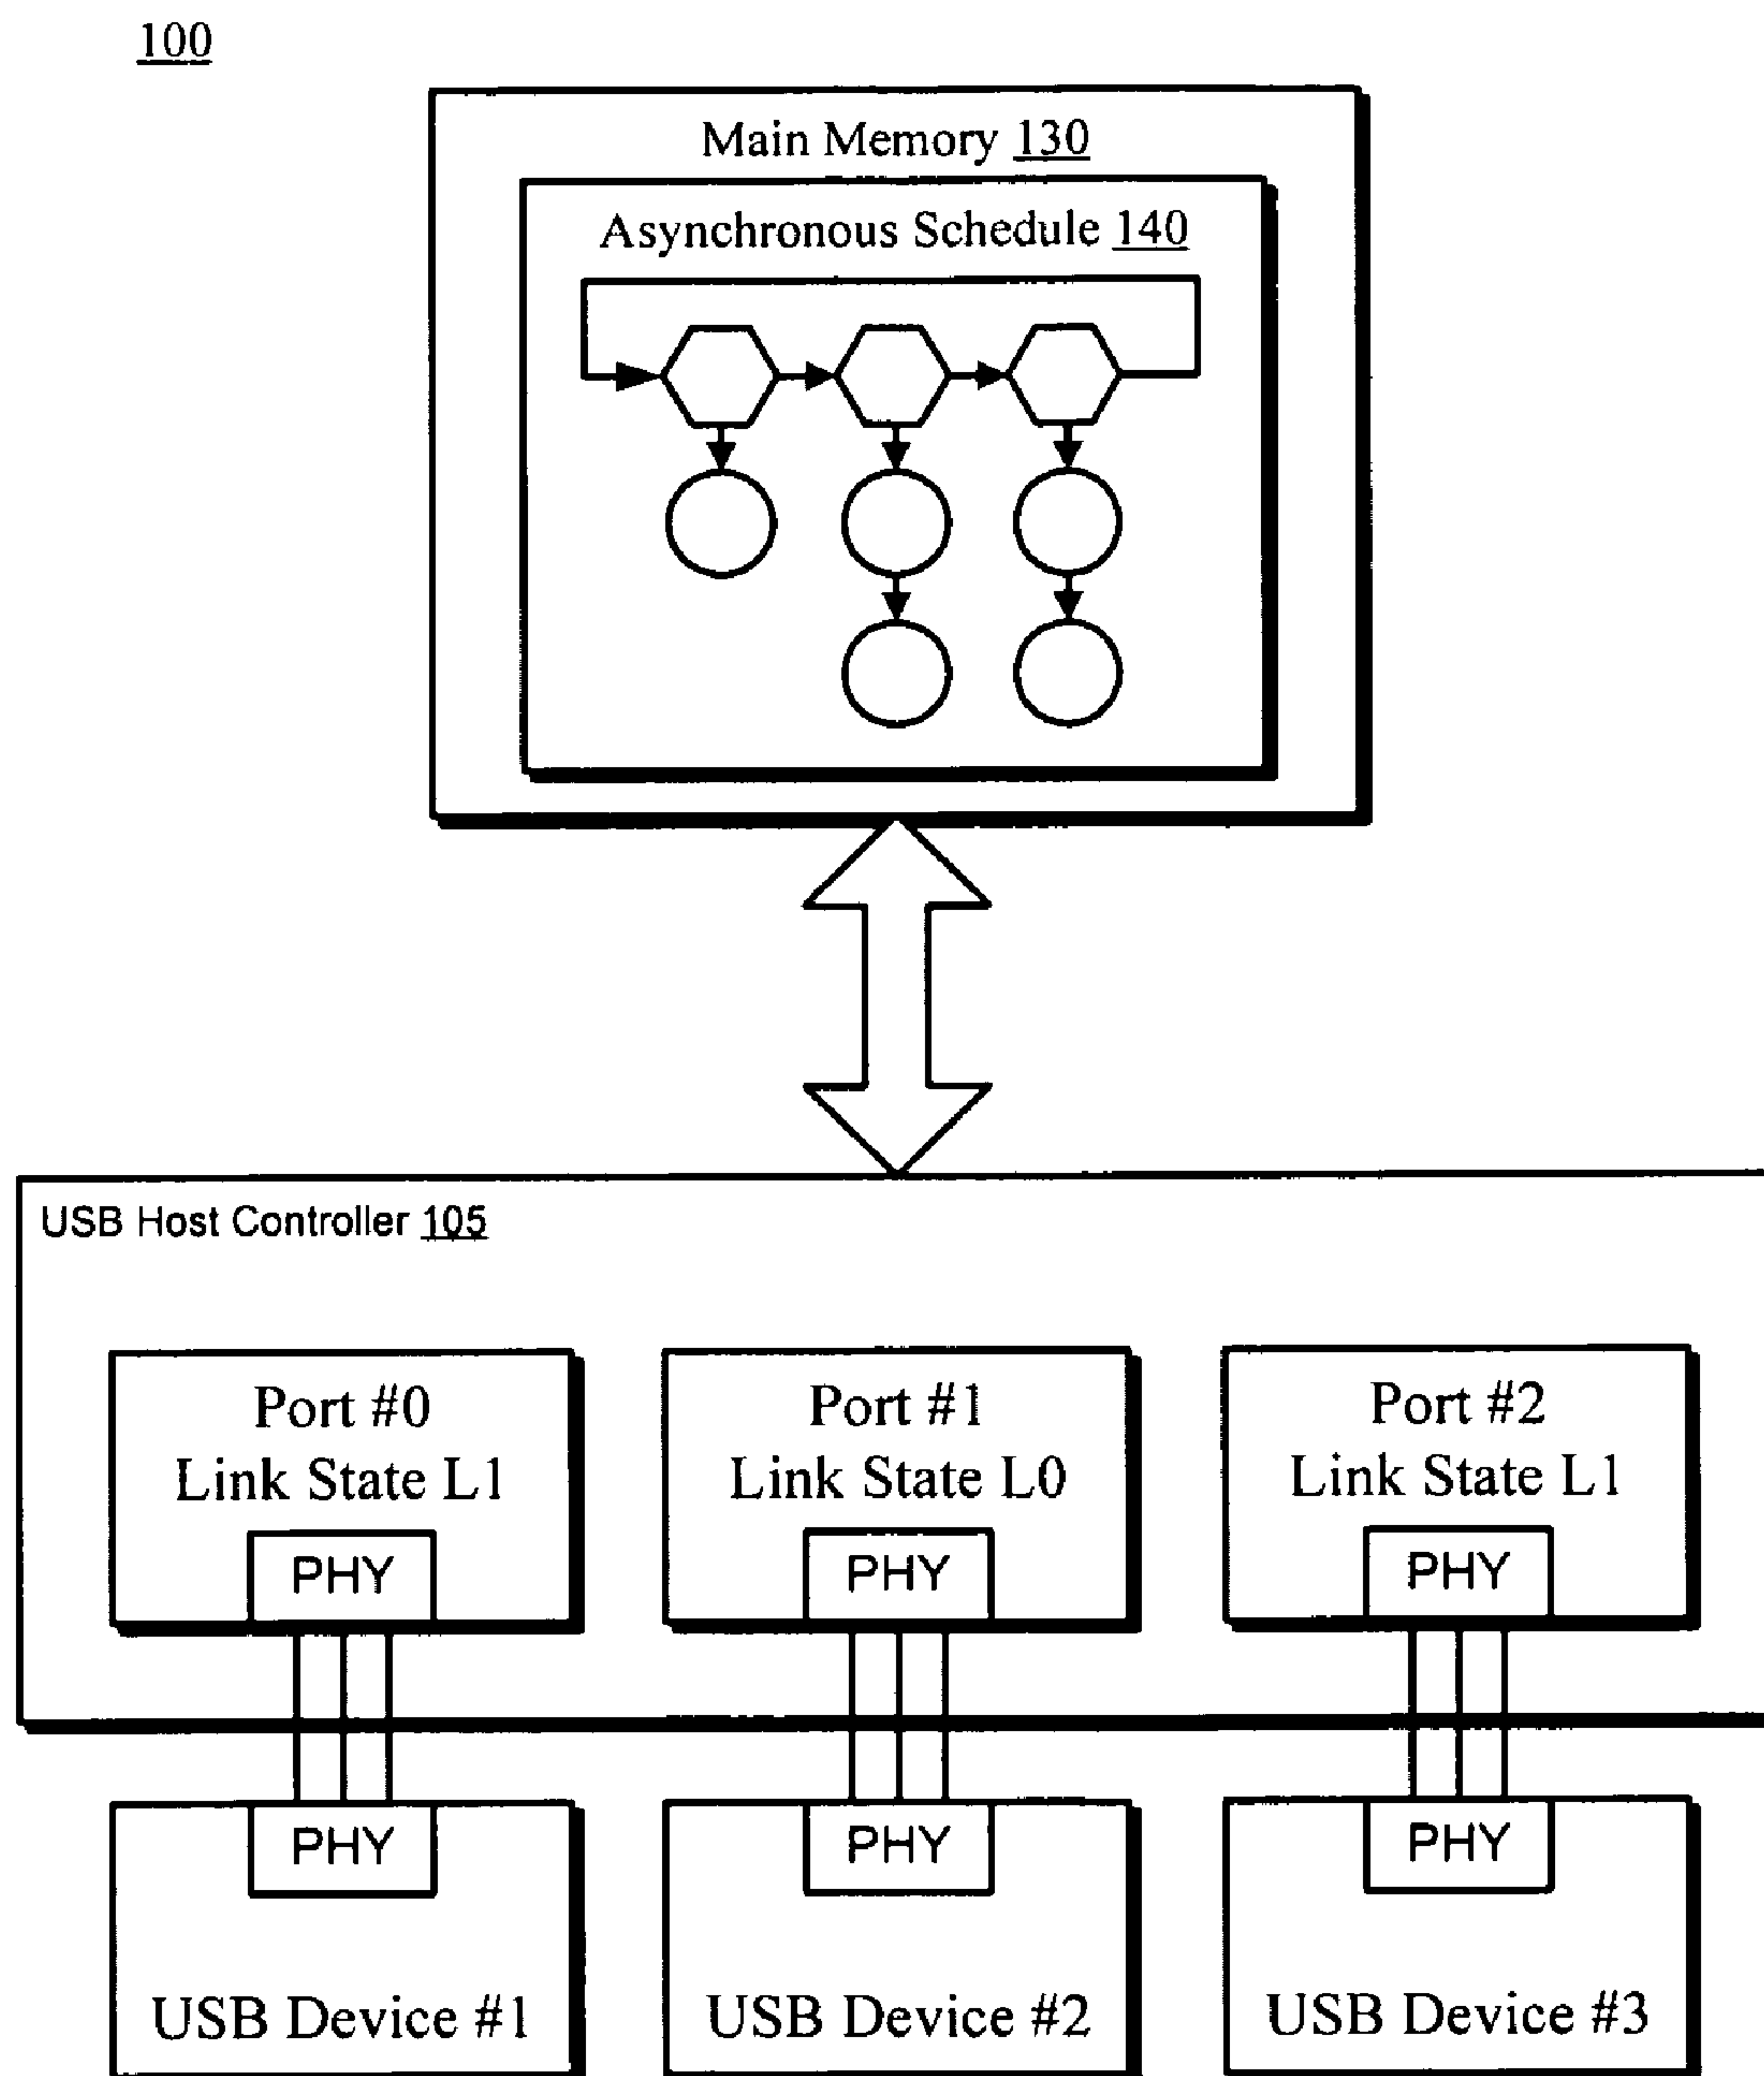 100
Main Memory 130
Asynchronous Schedule 140
USB Host Controller 105
Port #0
Link State L1
PHY
Port #1
Link State L0
PHY
Port #2
Link State L1
PHY
PHY
USB Device #1
PHY
USB Device #2
PHY
USB Device #3